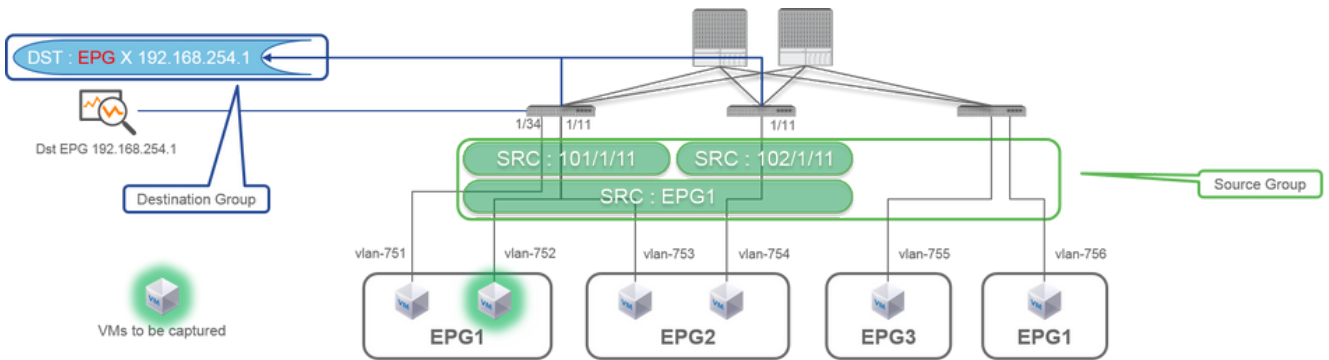 DST : EPG X 192.168.254.1
Dst EPG 192.168.254.1
Destination Group
1/34
1/11
1/11
SRC : 101/1/11
SRC : 102/1/11
SRC : EPG1
Source Group
vlan-751
vlan-752
vlan-753
vlan-754
vlan-755
vlan-756
VM
VMs to be captured
VM
VM
EPG1
VM
VM
EPG2
VM
EPG3
VM
EPG1